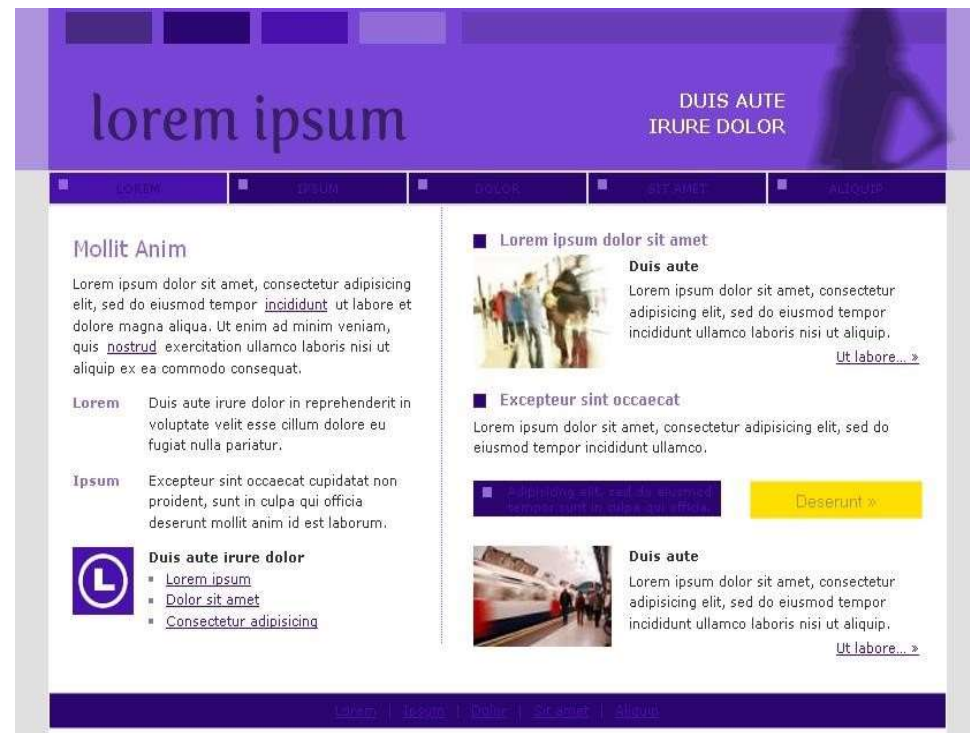 lorem ipsum
DUIS AUTE
IRURE DOLOR
LOREM
IPSUM
DOLOR
SIT AMET
ALIQUIP
Mollit Anim
Lorem ipsum dolor sit amet, consectetur adipisicing
elit, sed do eiusmod tempor incididunt ut labore et
dolore magna aliqua. Ut enim ad minim veniam,
quis nostrud exercitation ullamco laboris nisi ut
aliquip ex ea commodo consequat.
Lorem
Duis aute irure dolor in reprehenderit in
voluptate velit esse cillum dolore eu
fugiat nulla pariatur.
Ipsum
Excepteur sint occaecat cupidatat non
proident, sunt in culpa qui officia
deserunt mollit anim id est laborum.
L
Duis aute irure dolor
Lorem ipsum
Dolor sit amet
Consectetur adipisicing
Lorem ipsum dolor sit amet
Duis aute
Lorem ipsum dolor sit amet, consectetur
adipisicing elit, sed do eiusmod tempor
incididunt ullamco laboris nisi ut aliquip.
Ut labore... »
Excepteur sint occaecat
Lorem ipsum dolor sit amet, consectetur adipisicing elit, sed do
eiusmod tempor incididunt ullamco.
elit, sed do eiusmod
tempor sunt in culpa qui officia.
Deserunt »
Duis aute
Lorem ipsum dolor sit amet, consectetur
adipisicing elit, sed do eiusmod tempor
incididunt ullamco laboris nisi ut aliquip.
Ut labore... »
Lorem | Ipsum | Dolor | Sit amet | Aliquip